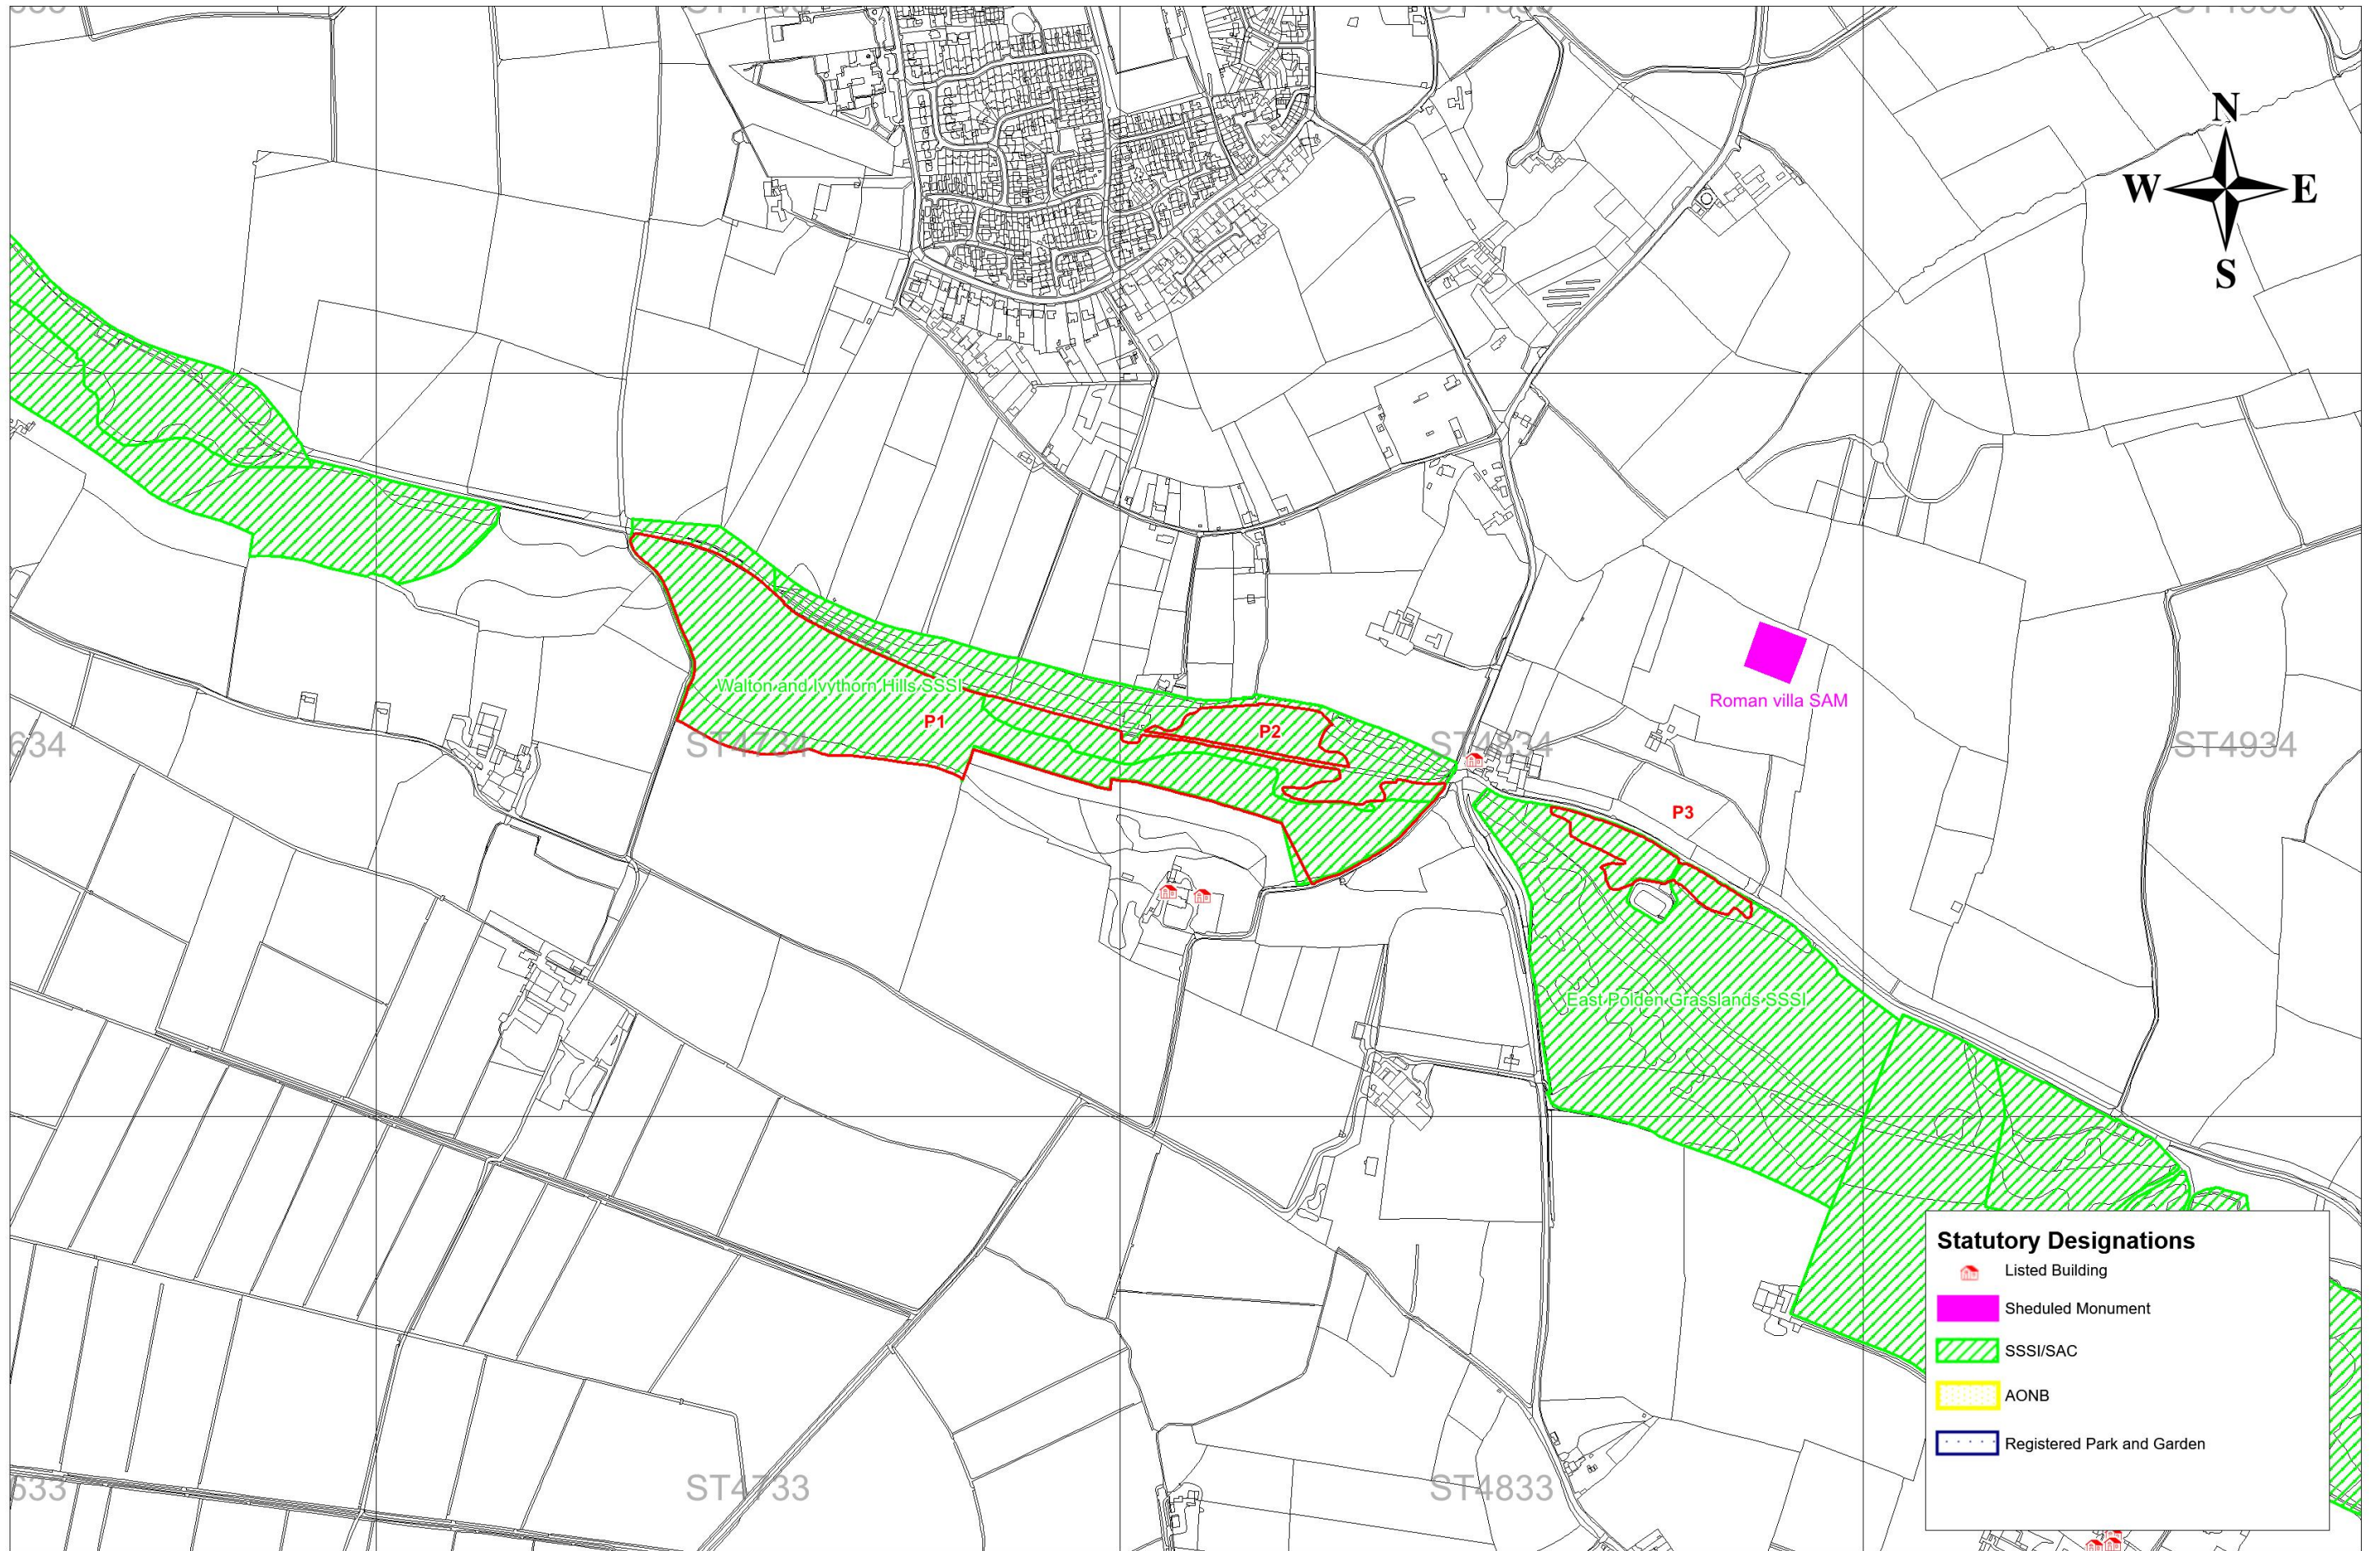 N
W E
S
Walton and Ivythorn Hills SSSI
Roman villa SAM
P1
P2
634
ST4734
ST4834
ST4934
P3
East Polden Grasslands SSSI
Statutory Designations
Listed Building
Sheduled Monument
SSSI/SAC
AONB
Registered Park and Garden
633
ST4733
ST4833